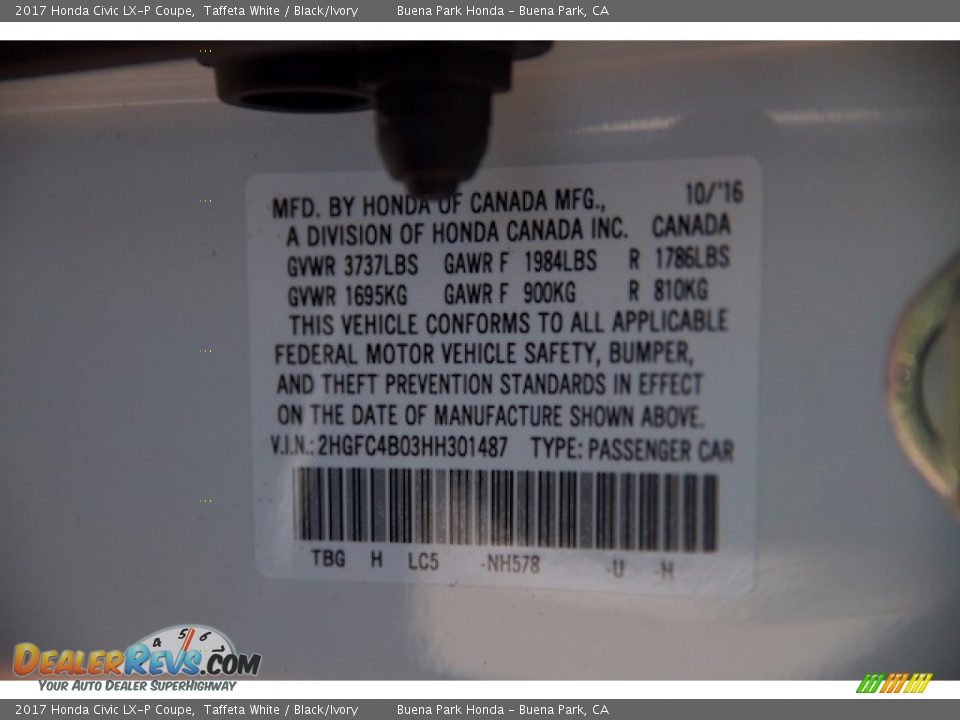 2017 Honda Civic LX-P Coupe, Taffeta White / Black/Ivory Buena Park Honda - Buena Park, CA
MFD. BY HONDA OF CANADA MFG., 10/'16
A DIVISION OF HONDA CANADA INC. CANADA
GVWR 3737LBS GAWR F 1984LBS R 1786LBS
GVWR 1695KG GAWR F 900KG R 810KG
THIS VEHICLE CONFORMS TO ALL APPLICABLE
FEDERAL MOTOR VEHICLE SAFETY, BUMPER,
AND THEFT PREVENTION STANDARDS IN EFFECT
ON THE DATE OF MANUFACTURE SHOWN ABOVE.
V.I.N.: 2HGFC4B03HH301487 TYPE: PASSENGER CAR
TBG H LC5 -NH578 -U -H
4 5 6 7
DEALERREVS.COM
YOUR AUTO DEALER SUPERHIGHWAY
2017 Honda Civic LX-P Coupe, Taffeta White / Black/Ivory Buena Park Honda - Buena Park, CA